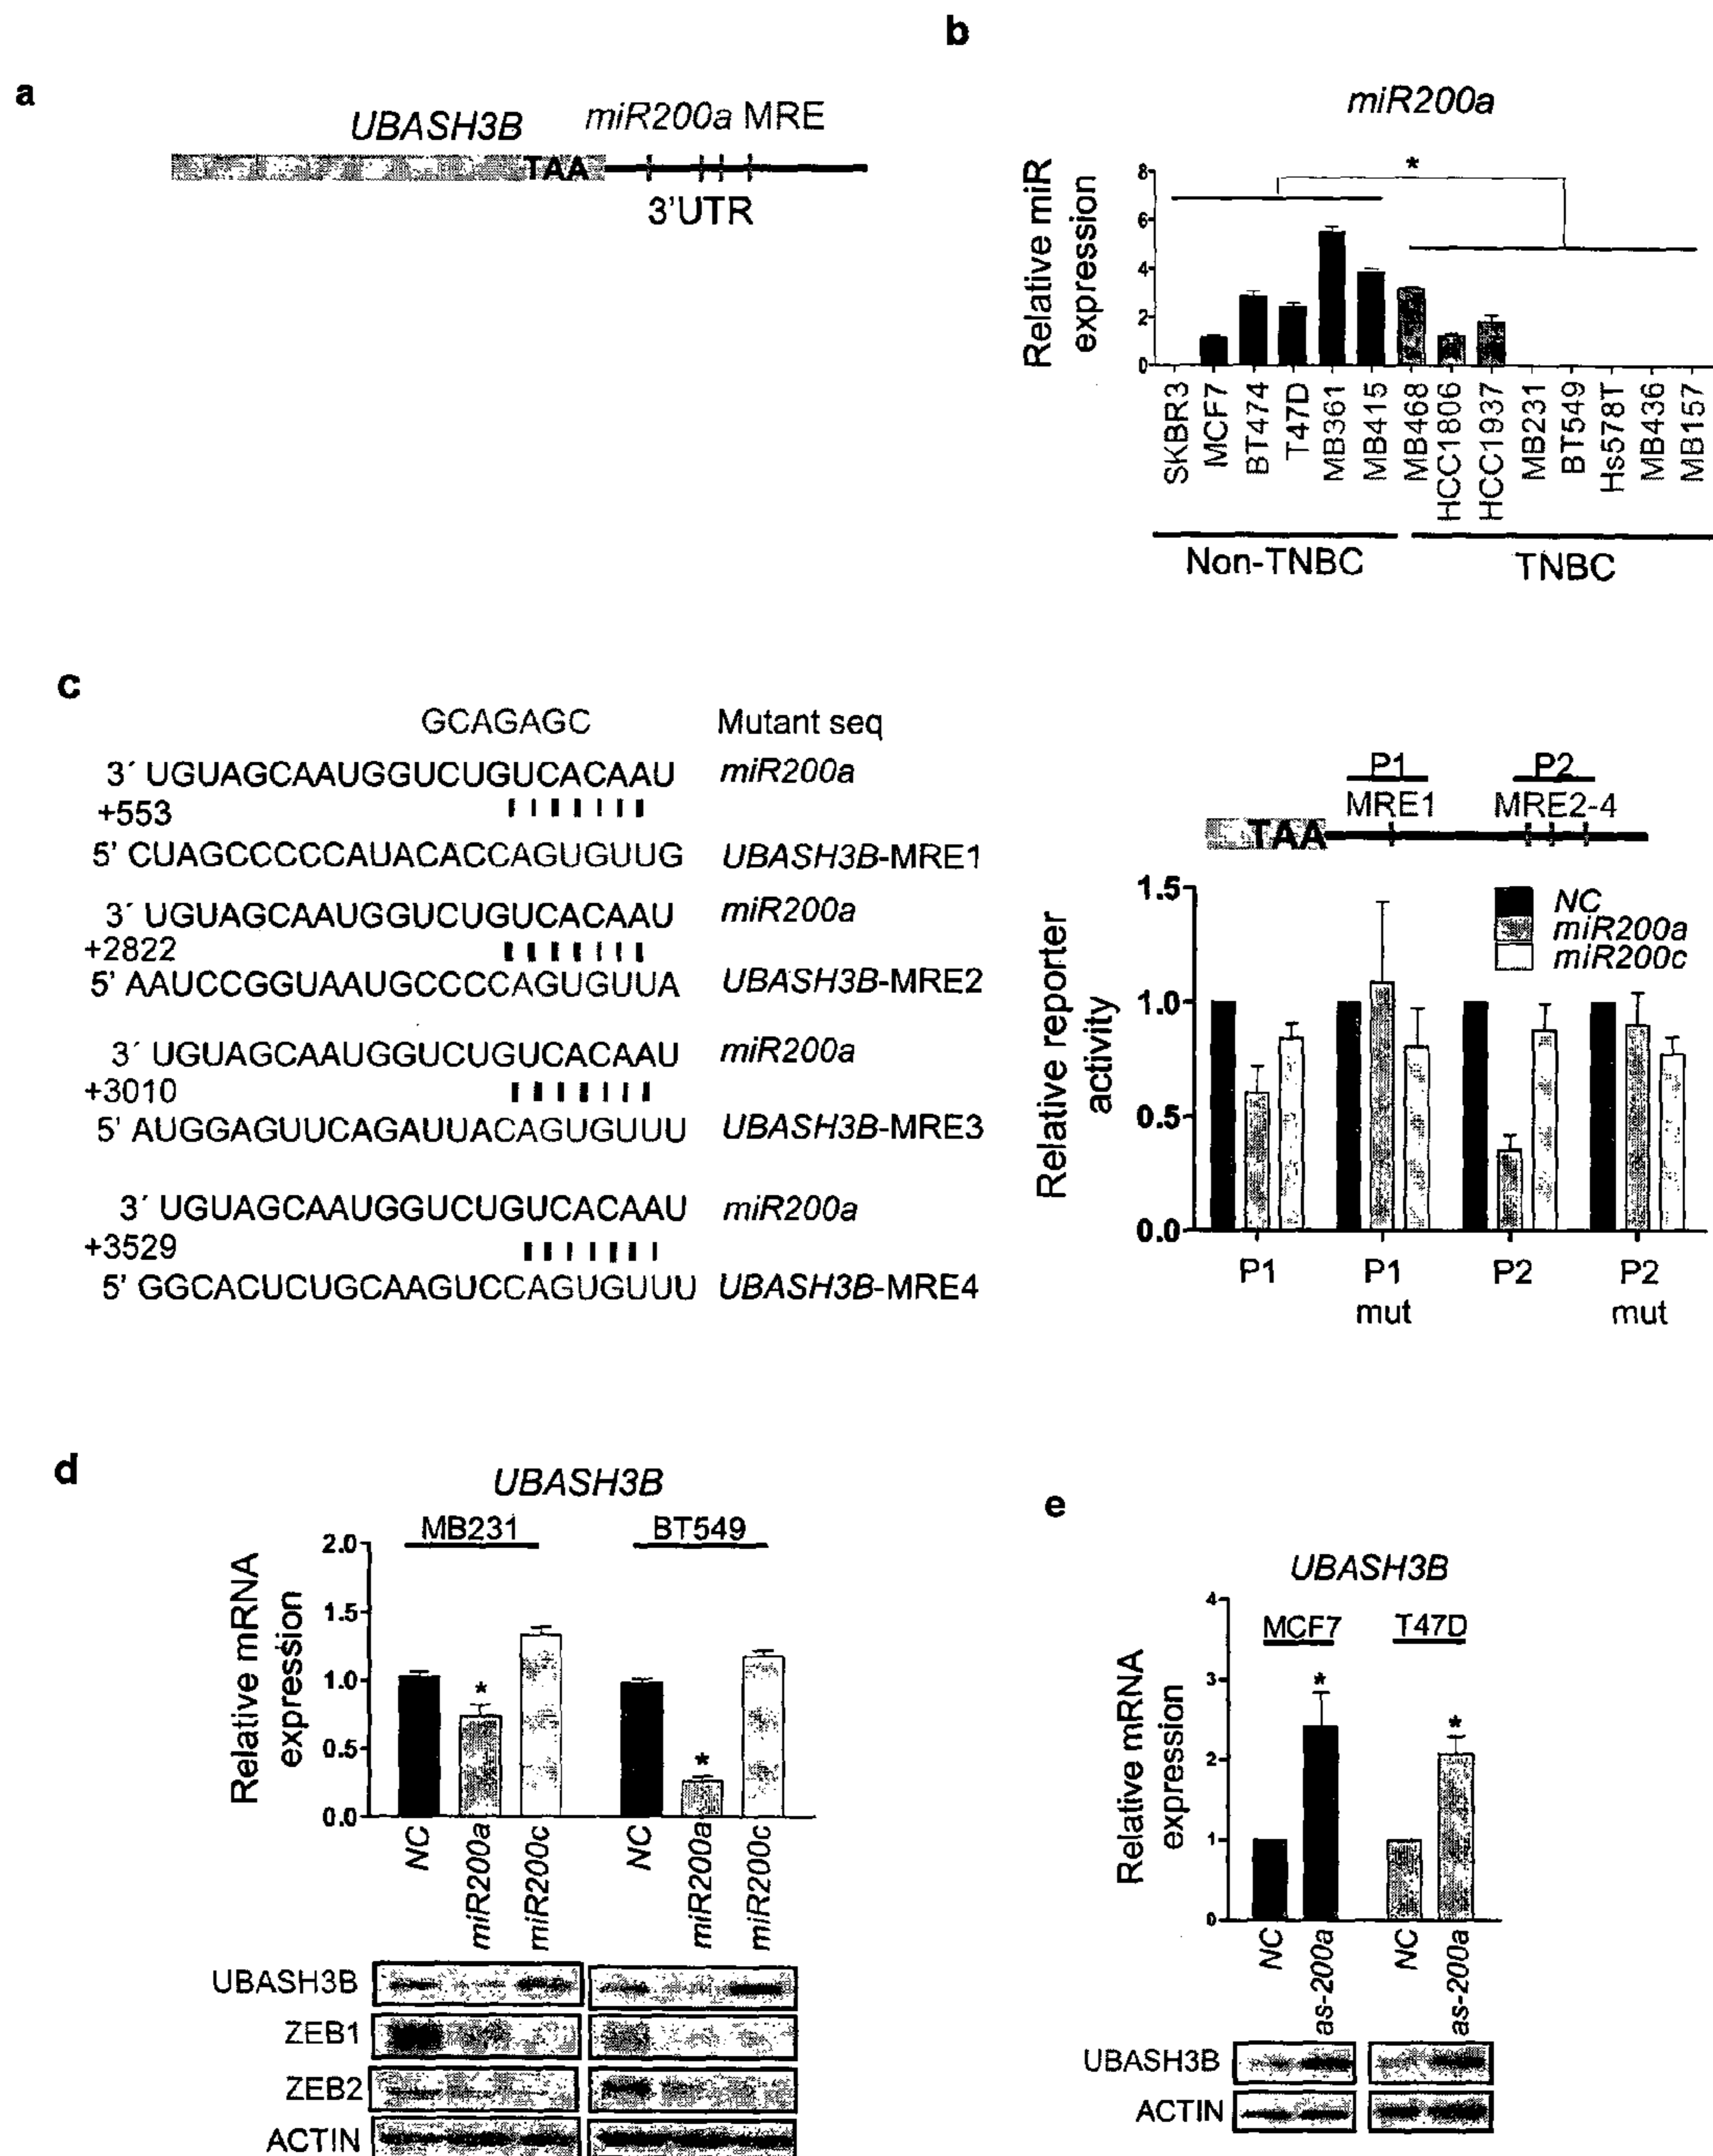 a
UBASH3B
miR200a MRE
TAA
3'UTR
b
miR200a
*
Relative miR
expression
8
6
4
2
0
SKBR3
MCF7
BT474
T47D
MB361
MB415
MB468
HCC1806
HCC1937
MB231
BT549
Hs578T
MB436
MB157
Non-TNBC
TNBC
c
GCAGAGC Mutant seq
3´ UGUAGCAAUGGUCUGUCACAAU miR200a
+553
5' CUAGCCCCCAUACACCAGUGUUG UBASH3B-MRE1
3´ UGUAGCAAUGGUCUGUCACAAU miR200a
+2822
5' AAUCCGGUAAUGCCCCAGUGUUA UBASH3B-MRE2
3´ UGUAGCAAUGGUCUGUCACAAU miR200a
+3010
5' AUGGAGUUCAGAUUACAGUGUUU UBASH3B-MRE3
3´ UGUAGCAAUGGUCUGUCACAAU miR200a
+3529
5' GGCACUCUGCAAGUCCAGUGUUU UBASH3B-MRE4
P1 P2
MRE1 MRE2-4
TAA
Relative reporter
activity
1.5
1.0
0.5
0.0
NC
miR200a
miR200c
P1
P1
mut
P2
P2
mut
d
UBASH3B
MB231 BT549
Relative mRNA
expression
2.0
1.5
1.0
0.5
0.0
*
*
NC
miR200a
miR200c
NC
miR200a
miR200c
UBASH3B
ZEB1
ZEB2
ACTIN
e
UBASH3B
MCF7 T47D
Relative mRNA
expression
4
3
2
1
0
*
*
NC
as-200a
NC
as-200a
UBASH3B
ACTIN